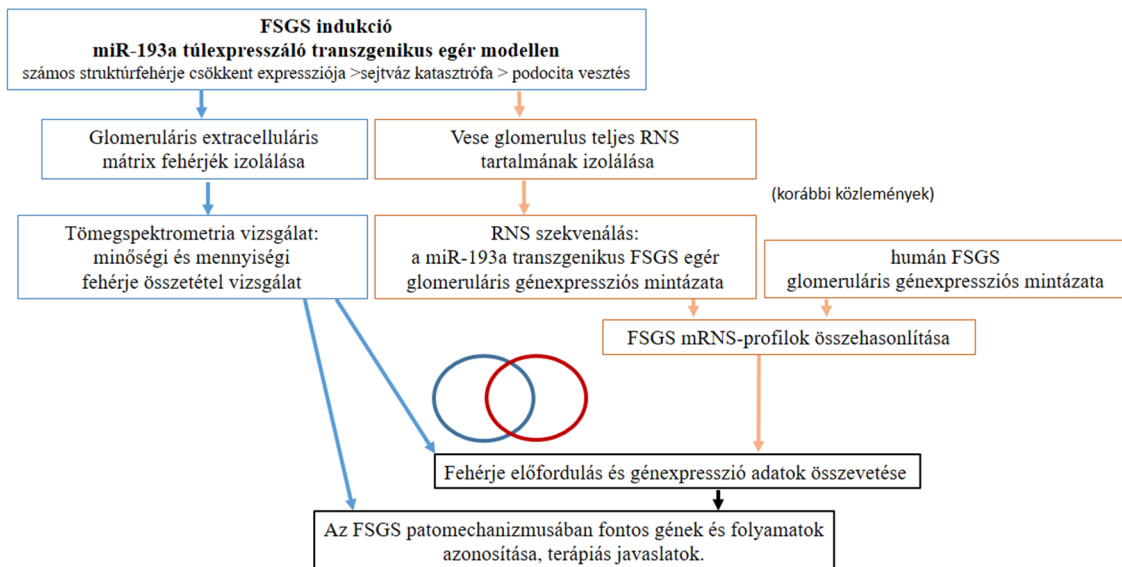 FSGS indukció
miR-193a túlexpresszáló transzgenikus egér modellen
számos struktúrfehérje csökkent expressziója >sejtváz katasztrófa > podocita vesztés
Glomeruláris extracelluláris
mátrix fehérjék izolálása
Vese glomerulus teljes RNS
tartalmának izolálása
(korábbi közlemények)
Tömegspektrometria vizsgálat:
minőségi és mennyiségi
fehérje összetétel vizsgálat
RNS szekvenálás:
a miR-193a transzgenikus FSGS egér
glomeruláris génexpressziós mintázata
humán FSGS
glomeruláris génexpressziós mintázata
FSGS mRNS-profilok összehasonlítása
Fehérje előfordulás és génexpresszió adatok összevetése
Az FSGS patomechanizmusában fontos gének és folyamatok
azonosítása, terápiás javaslatok.